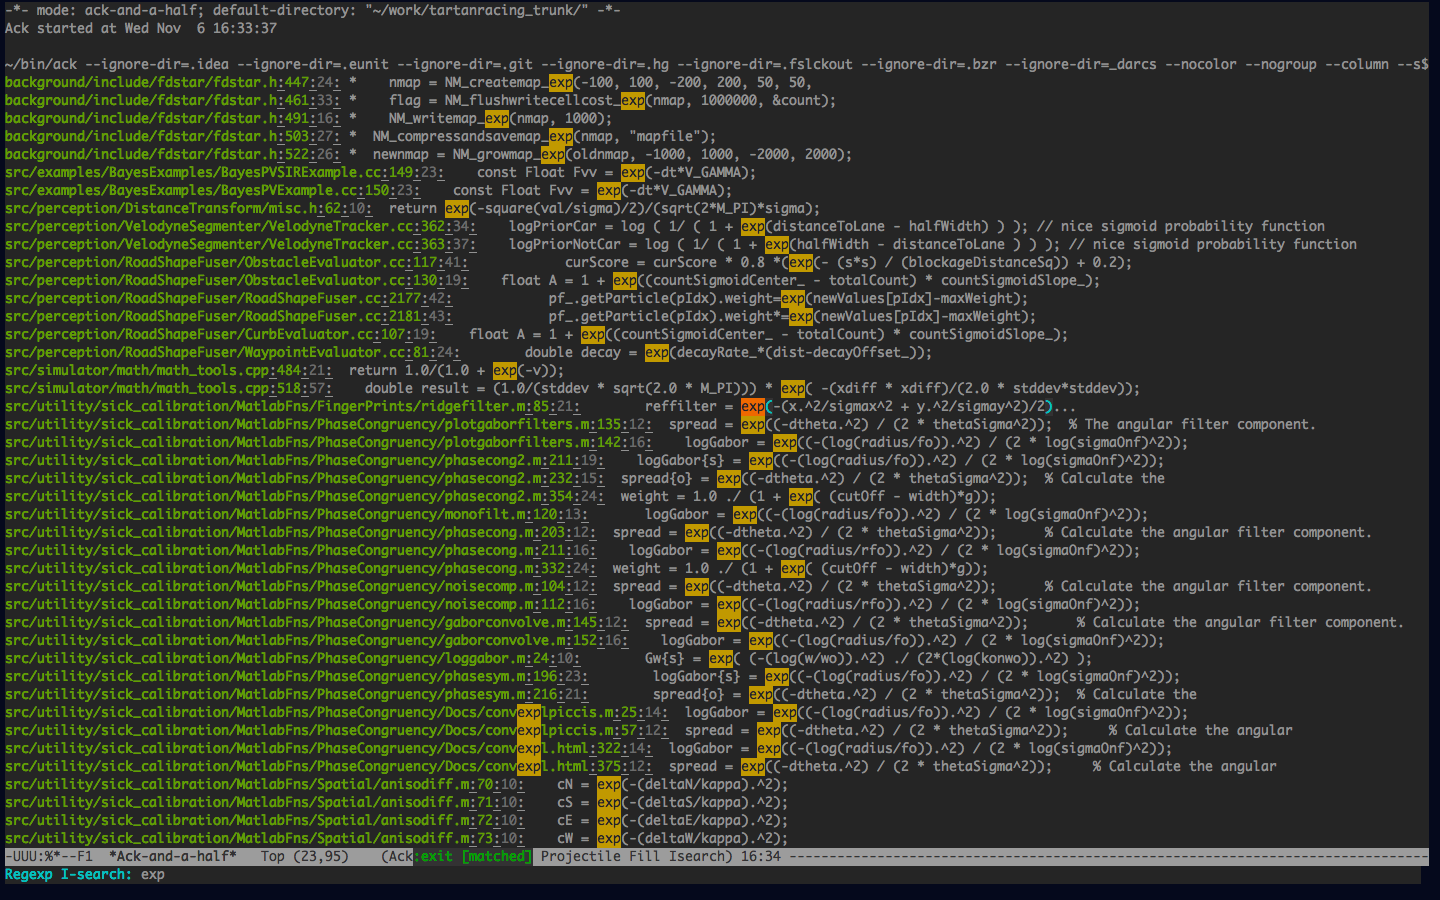 -*- mode: ack-and-a-half; default-directory: "~/work/tartanracing_trunk/" -*-
Ack started at Wed Nov  6 16:33:37

~/bin/ack --ignore-dir=.idea --ignore-dir=.eunit --ignore-dir=.git --ignore-dir=.hg --ignore-dir=.fslckout --ignore-dir=.bzr --ignore-dir=_darcs --nocolor --nogroup --column --s$
background/include/fdstar/fdstar.h:447:24: *    nmap = NM_createmap_exp(-100, 100, -200, 200, 50, 50,
background/include/fdstar/fdstar.h:461:33: *    flag = NM_flushwritecellcost_exp(nmap, 1000000, &count);
background/include/fdstar/fdstar.h:491:16: *    NM_writemap_exp(nmap, 1000);
background/include/fdstar/fdstar.h:503:27: *  NM_compressandsavemap_exp(nmap, "mapfile");
background/include/fdstar/fdstar.h:522:26: *  newnmap = NM_growmap_exp(oldnmap, -1000, 1000, -2000, 2000);
src/examples/BayesExamples/BayesPVSIRExample.cc:149:23:    const Float Fvv = exp(-dt*V_GAMMA);
src/examples/BayesExamples/BayesPVExample.cc:150:23:    const Float Fvv = exp(-dt*V_GAMMA);
src/perception/DistanceTransform/misc.h:62:10:  return exp(-square(val/sigma)/2)/(sqrt(2*M_PI)*sigma);
src/perception/VelodyneSegmenter/VelodyneTracker.cc:362:34:    logPriorCar = log ( 1/ ( 1 + exp(distanceToLane - halfWidth) ) ); // nice sigmoid probability function
src/perception/VelodyneSegmenter/VelodyneTracker.cc:363:37:    logPriorNotCar = log ( 1/ ( 1 + exp(halfWidth - distanceToLane ) ) ); // nice sigmoid probability function
src/perception/RoadShapeFuser/ObstacleEvaluator.cc:117:41:            curScore = curScore * 0.8 *(exp(- (s*s) / (blockageDistanceSq)) + 0.2);
src/perception/RoadShapeFuser/ObstacleEvaluator.cc:130:19:    float A = 1 + exp((countSigmoidCenter_ - totalCount) * countSigmoidSlope_);
src/perception/RoadShapeFuser/RoadShapeFuser.cc:2177:42:            pf_.getParticle(pIdx).weight=exp(newValues[pIdx]-maxWeight);
src/perception/RoadShapeFuser/RoadShapeFuser.cc:2181:43:            pf_.getParticle(pIdx).weight*=exp(newValues[pIdx]-maxWeight);
src/perception/RoadShapeFuser/CurbEvaluator.cc:107:19:    float A = 1 + exp((countSigmoidCenter_ - totalCount) * countSigmoidSlope_);
src/perception/RoadShapeFuser/WaypointEvaluator.cc:81:24:        double decay = exp(decayRate_*(dist-decayOffset_));
src/simulator/math/math_tools.cpp:484:21:  return 1.0/(1.0 + exp(-v));
src/simulator/math/math_tools.cpp:518:57:    double result = (1.0/(stddev * sqrt(2.0 * M_PI))) * exp( -(xdiff * xdiff)/(2.0 * stddev*stddev));
src/utility/sick_calibration/MatlabFns/FingerPrints/ridgefilter.m:85:21:        reffilter = exp(-(x.^2/sigmax^2 + y.^2/sigmay^2)/2)...
src/utility/sick_calibration/MatlabFns/PhaseCongruency/plotgaborfilters.m:135:12:  spread = exp((-dtheta.^2) / (2 * thetaSigma^2));  % The angular filter component.
src/utility/sick_calibration/MatlabFns/PhaseCongruency/plotgaborfilters.m:142:16:    logGabor = exp((-(log(radius/fo)).^2) / (2 * log(sigmaOnf)^2));
src/utility/sick_calibration/MatlabFns/PhaseCongruency/phasecong2.m:211:19:    logGabor{s} = exp((-(log(radius/fo)).^2) / (2 * log(sigmaOnf)^2));
src/utility/sick_calibration/MatlabFns/PhaseCongruency/phasecong2.m:232:15:  spread{o} = exp((-dtheta.^2) / (2 * thetaSigma^2));  % Calculate the
src/utility/sick_calibration/MatlabFns/PhaseCongruency/phasecong2.m:354:24:  weight = 1.0 ./ (1 + exp( (cutOff - width)*g));
src/utility/sick_calibration/MatlabFns/PhaseCongruency/monofilt.m:120:13:       logGabor = exp((-(log(radius/fo)).^2) / (2 * log(sigmaOnf)^2));
src/utility/sick_calibration/MatlabFns/PhaseCongruency/phasecong.m:203:12:  spread = exp((-dtheta.^2) / (2 * thetaSigma^2));      % Calculate the angular filter component.
src/utility/sick_calibration/MatlabFns/PhaseCongruency/phasecong.m:211:16:    logGabor = exp((-(log(radius/rfo)).^2) / (2 * log(sigmaOnf)^2));
src/utility/sick_calibration/MatlabFns/PhaseCongruency/phasecong.m:332:24:  weight = 1.0 ./ (1 + exp( (cutOff - width)*g));
src/utility/sick_calibration/MatlabFns/PhaseCongruency/noisecomp.m:104:12:  spread = exp((-dtheta.^2) / (2 * thetaSigma^2));      % Calculate the angular filter component.
src/utility/sick_calibration/MatlabFns/PhaseCongruency/noisecomp.m:112:16:    logGabor = exp((-(log(radius/rfo)).^2) / (2 * log(sigmaOnf)^2));
src/utility/sick_calibration/MatlabFns/PhaseCongruency/gaborconvolve.m:145:12:  spread = exp((-dtheta.^2) / (2 * thetaSigma^2));      % Calculate the angular filter component.
src/utility/sick_calibration/MatlabFns/PhaseCongruency/gaborconvolve.m:152:16:    logGabor = exp((-(log(radius/rfo)).^2) / (2 * log(sigmaOnf)^2));
src/utility/sick_calibration/MatlabFns/PhaseCongruency/loggabor.m:24:10:        Gw{s} = exp( (-(log(w/wo)).^2) ./ (2*(log(konwo)).^2) );
src/utility/sick_calibration/MatlabFns/PhaseCongruency/phasesym.m:196:23:        logGabor{s} = exp((-(log(radius/fo)).^2) / (2 * log(sigmaOnf)^2));
src/utility/sick_calibration/MatlabFns/PhaseCongruency/phasesym.m:216:21:        spread{o} = exp((-dtheta.^2) / (2 * thetaSigma^2));  % Calculate the
src/utility/sick_calibration/MatlabFns/PhaseCongruency/Docs/convexplpiccis.m:25:14:  logGabor = exp((-(log(radius/fo)).^2) / (2 * log(sigmaOnf)^2));
src/utility/sick_calibration/MatlabFns/PhaseCongruency/Docs/convexplpiccis.m:57:12:  spread = exp((-dtheta.^2) / (2 * thetaSigma^2));     % Calculate the angular
src/utility/sick_calibration/MatlabFns/PhaseCongruency/Docs/convexpl.html:322:14:  logGabor = exp((-(log(radius/fo)).^2) / (2 * log(sigmaOnf)^2));
src/utility/sick_calibration/MatlabFns/PhaseCongruency/Docs/convexpl.html:375:12:  spread = exp((-dtheta.^2) / (2 * thetaSigma^2));     % Calculate the angular
src/utility/sick_calibration/MatlabFns/Spatial/anisodiff.m:70:10:    cN = exp(-(deltaN/kappa).^2);
src/utility/sick_calibration/MatlabFns/Spatial/anisodiff.m:71:10:    cS = exp(-(deltaS/kappa).^2);
src/utility/sick_calibration/MatlabFns/Spatial/anisodiff.m:72:10:    cE = exp(-(deltaE/kappa).^2);
src/utility/sick_calibration/MatlabFns/Spatial/anisodiff.m:73:10:    cW = exp(-(deltaW/kappa).^2);
-UUU:%*--F1  *Ack-and-a-half*   Top (23,95)    (Ack:exit [matched] Projectile Fill Isearch) 16:34 --------------------------------------------------------------------------------
Regexp I-search: exp